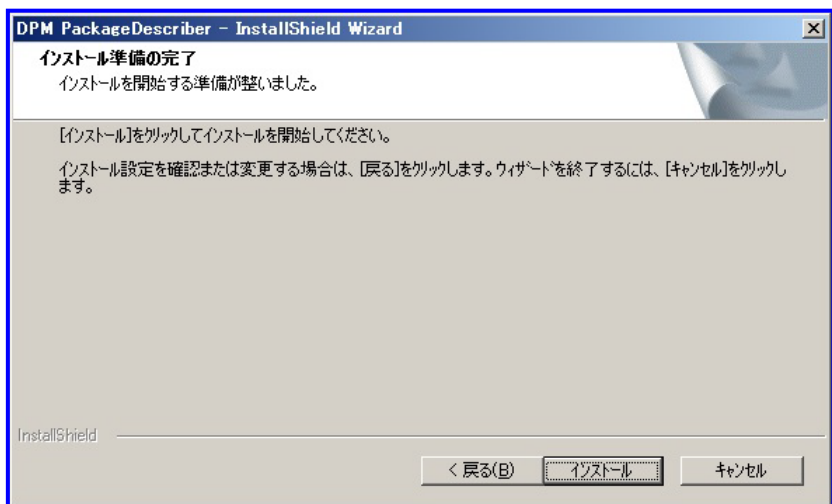 DPM PackageDescriber - InstallShield Wizard
インストール準備の完了
インストールを開始する準備が整いました。
[インストール]をクリックしてインストールを開始してください。
インストール設定を確認または変更する場合は、[戻る]をクリックします。ウィザードを終了するには、[キャンセル]をクリックし
ます。
InstallShield
< 戻る(B)
インストール
キャンセル